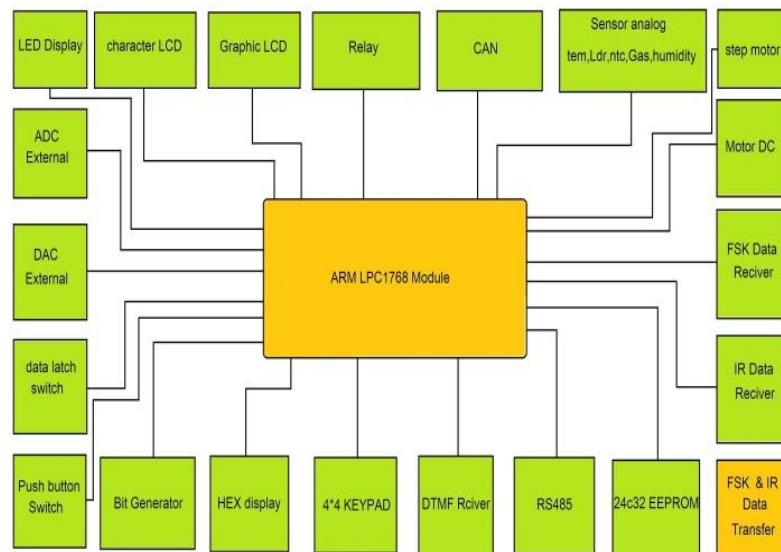 LED Display
character LCD
Graphic LCD
Relay
CAN
Sensor analog
tem,Ldr,ntc,Gas,humidity
step motor
ADC
External
Motor DC
DAC
External
ARM LPC1768 Module
FSK Data
Reciver
data latch
switch
IR Data
Reciver
Push button
Switch
Bit Generator
HEX display
4*4 KEYPAD
DTMF Rciver
RS485
24c32 EEPROM
FSK & IR
Data
Transfer